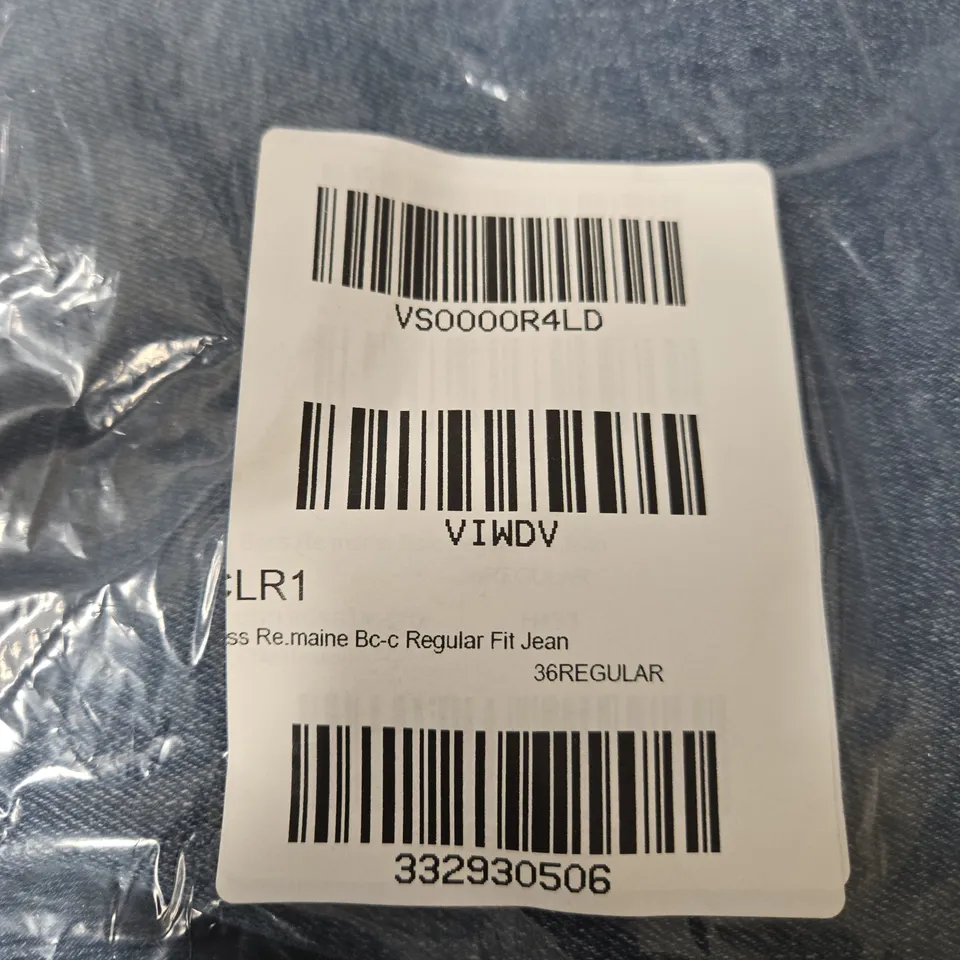 VS0000R4LD
VIWDV
CLR1
ss Re.maine Bc-c Regular Fit Jean
36REGULAR
332930506